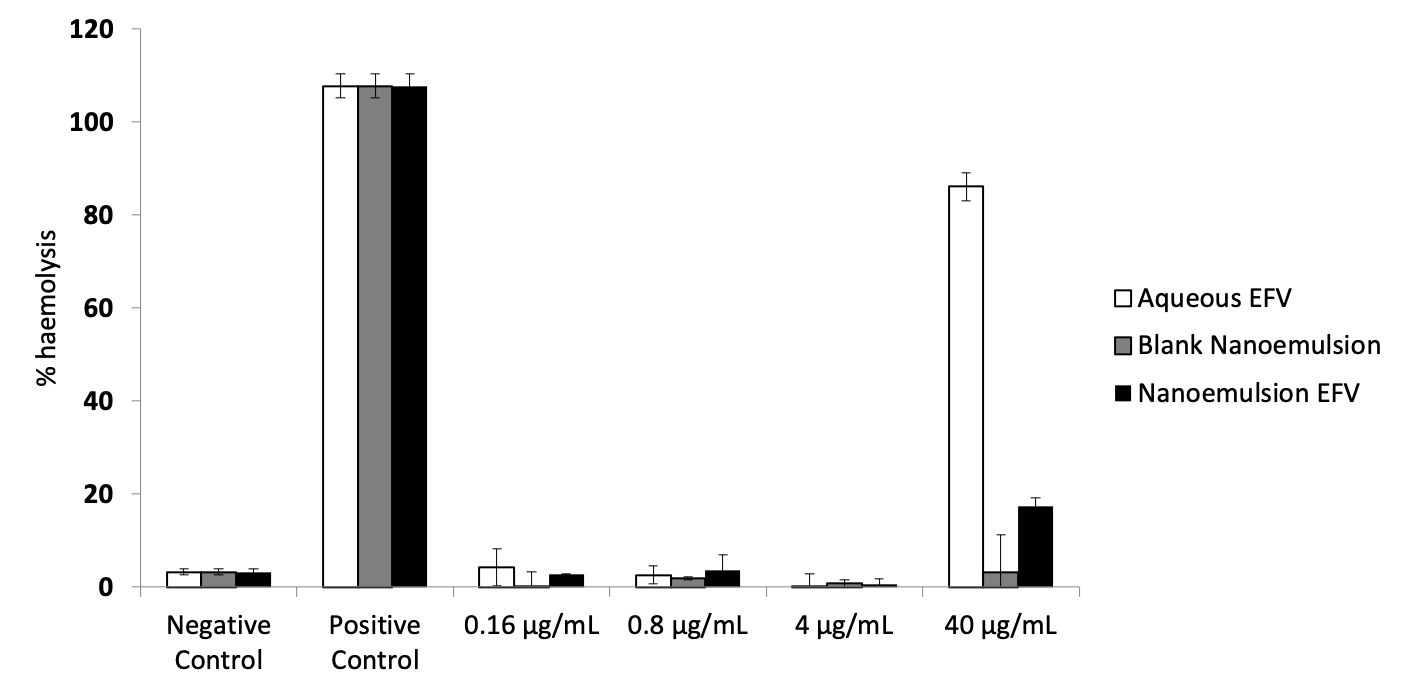 120
100
80
60
40
20
0
% haemolysis
Negative Control
Positive Control
0.16 µg/mL
0.8 µg/mL
4 µg/mL
40 µg/mL
Aqueous EFV
Blank Nanoemulsion
Nanoemulsion EFV